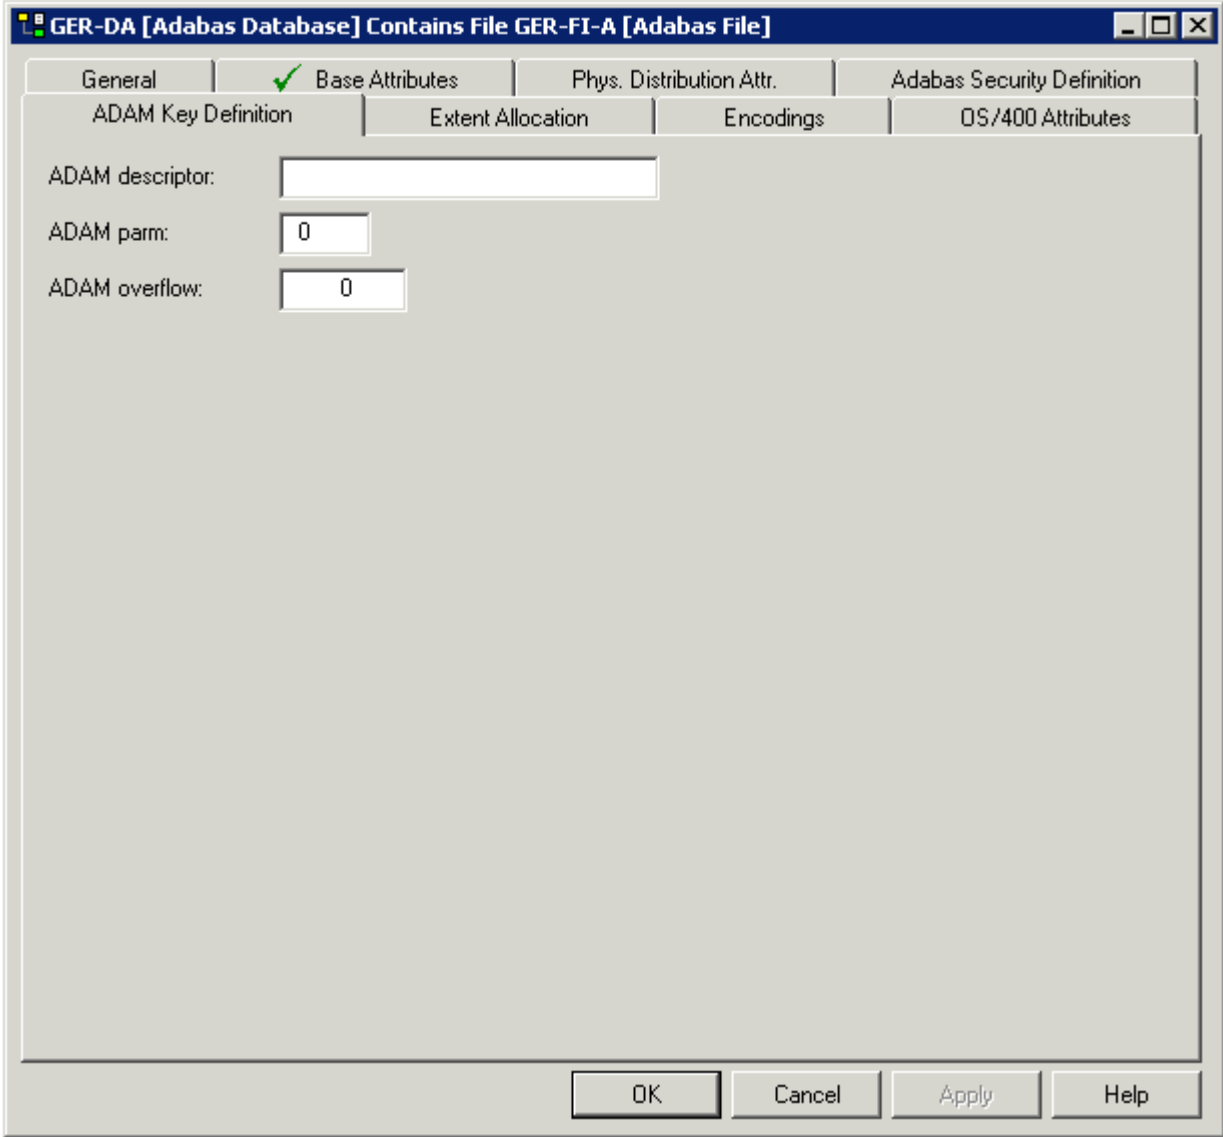 GER-DA [Adabas Database] Contains File GER-FI-A [Adabas File]
General Base Attributes Phys. Distribution Attr. Adabas Security Definition
ADAM Key Definition Extent Allocation Encodings OS/400 Attributes
ADAM descriptor:
ADAM parm: 0
ADAM overflow: 0
OK Cancel Apply Help